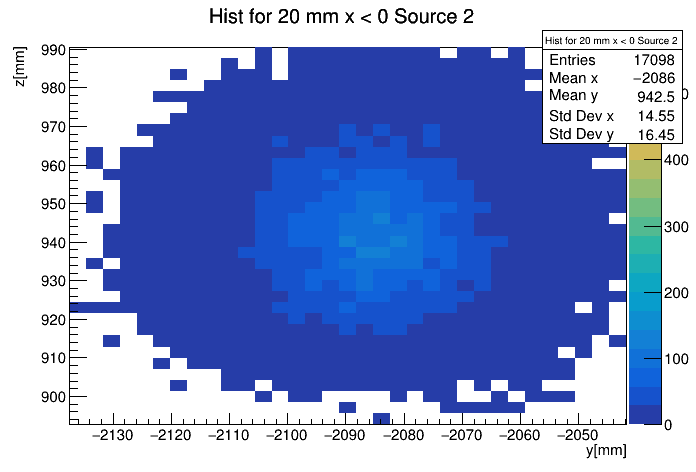 Hist for 20 mm x < 0 Source 2
Hist for 20 mm x < 0 Source 2
Entries 17098
Mean x −2086
Mean y 942.5
Std Dev x 14.55
Std Dev y 16.45
z[mm]
990
980
970
960
950
940
930
920
910
900
−2130 −2120 −2110 −2100 −2090 −2080 −2070 −2060 −2050
y[mm]
0
400
300
200
100
0